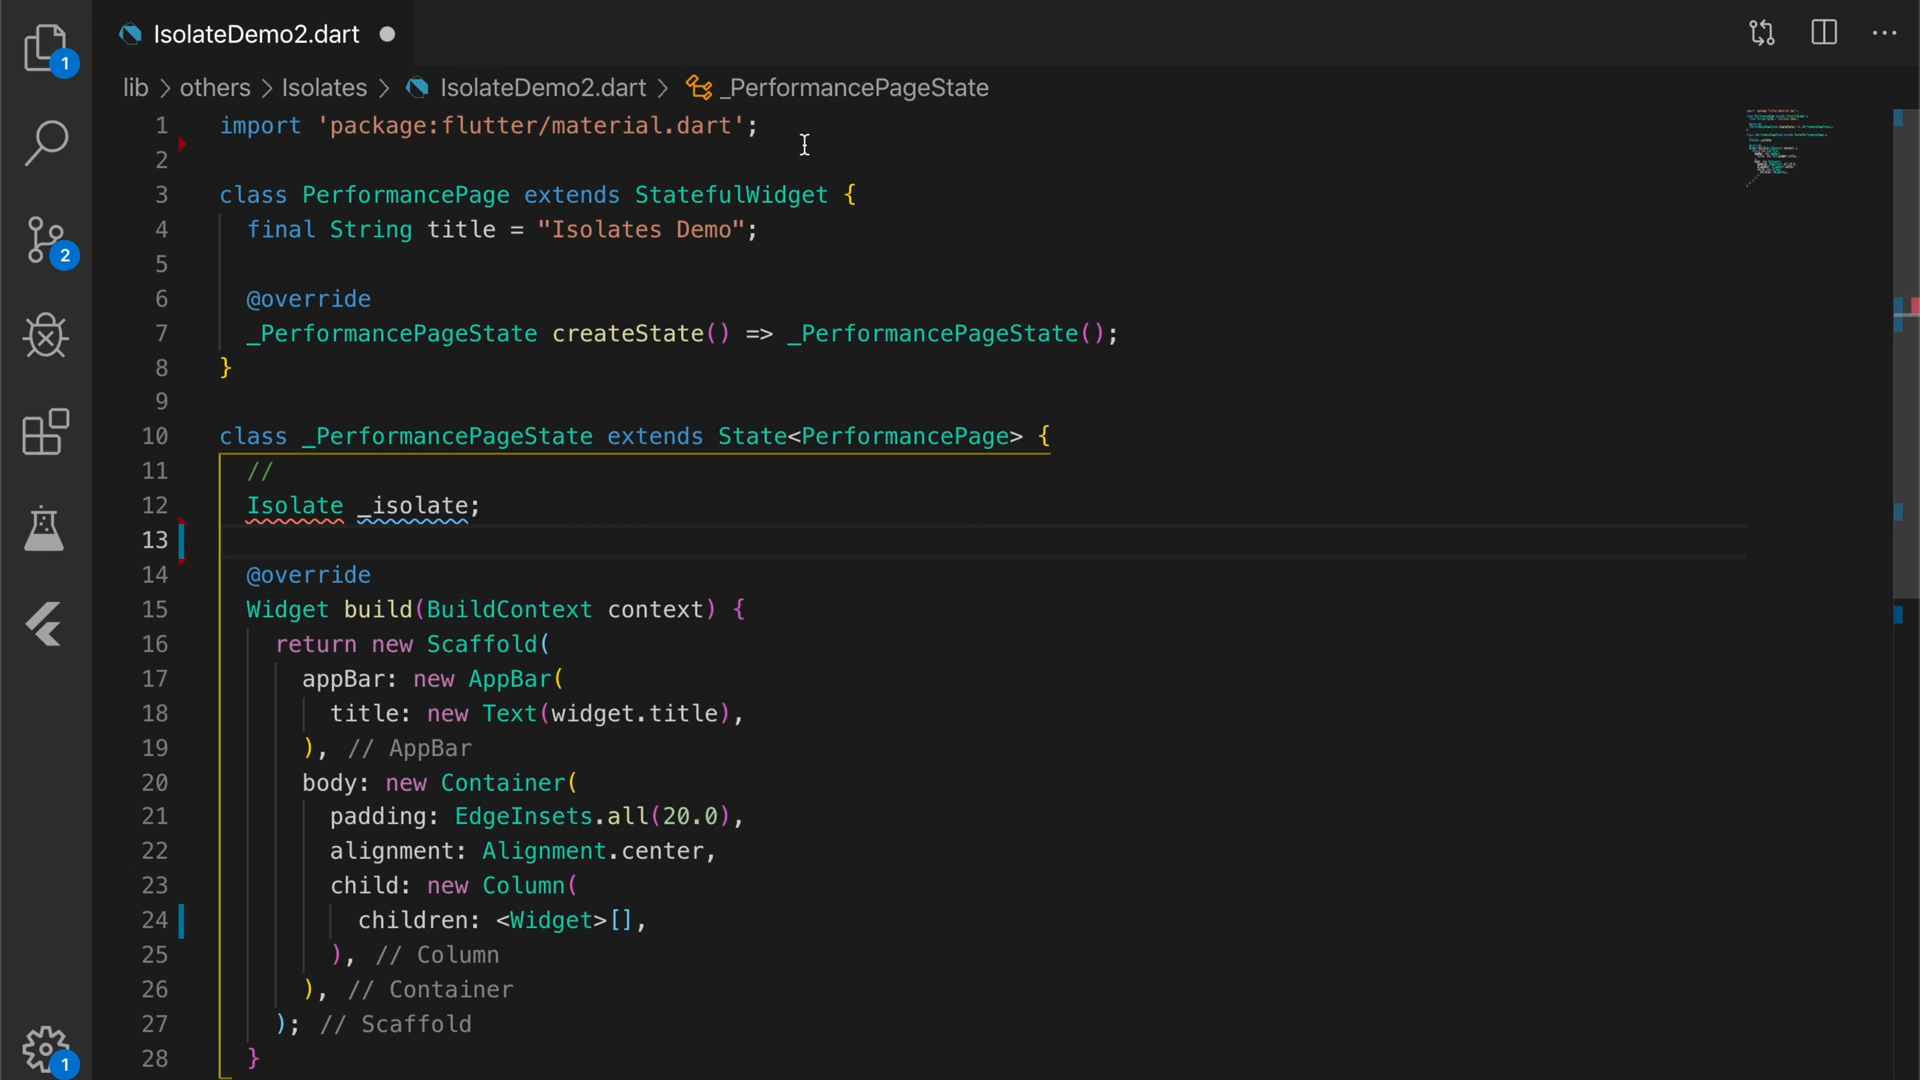 IsolateDemo2.dart
lib > others > Isolates > IsolateDemo2.dart > _PerformancePageState
1 import 'package:flutter/material.dart';
2
3 class PerformancePage extends StatefulWidget {
4 final String title = "Isolates Demo";
5
6 @override
7 _PerformancePageState createState() => _PerformancePageState();
8 }
9
10 class _PerformancePageState extends State<PerformancePage> {
11 //
12 Isolate _isolate;
13
14 @override
15 Widget build(BuildContext context) {
16 return new Scaffold(
17 appBar: new AppBar(
18 title: new Text(widget.title),
19 ), // AppBar
20 body: new Container(
21 padding: EdgeInsets.all(20.0),
22 alignment: Alignment.center,
23 child: new Column(
24 children: <Widget>[],
25 ), // Column
26 ), // Container
27 ); // Scaffold
28 }
1
2
1